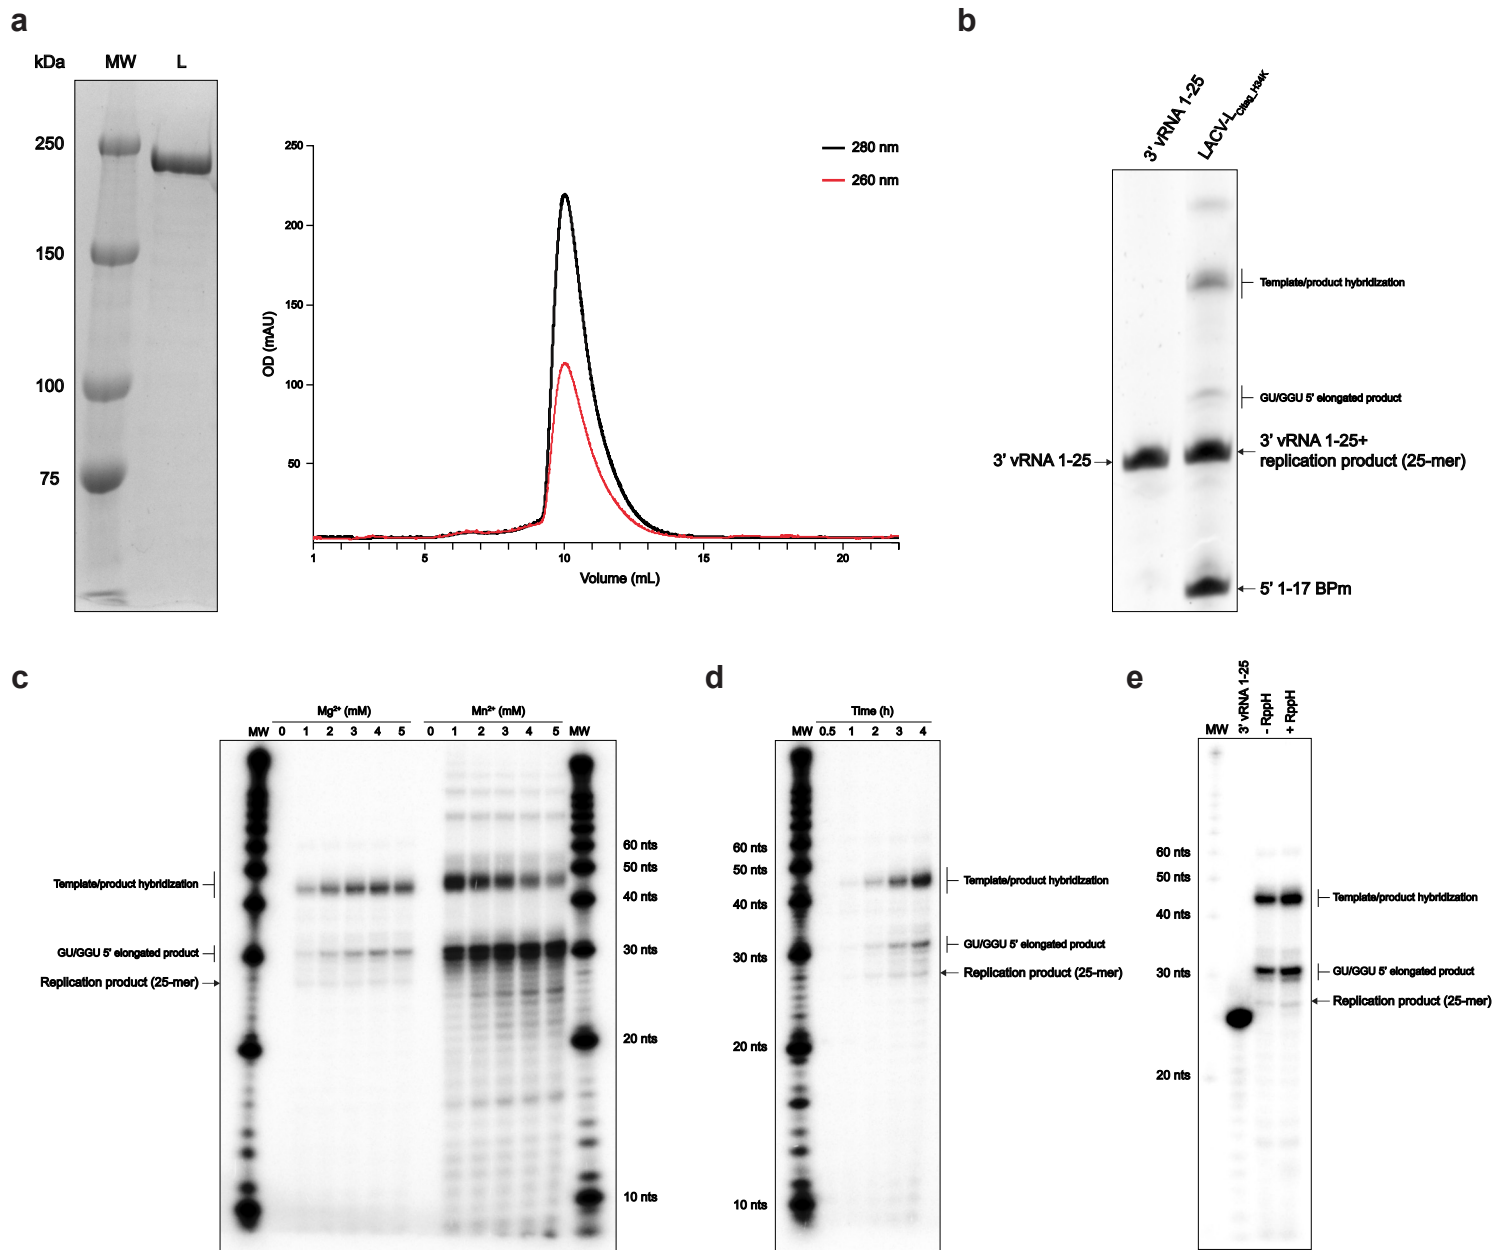 a
kDa
MW
L
250
150
100
75
OD (mAU)
250
200
150
100
50
1
5
10
15
20
Volume (mL)
280 nm
260 nm
b
3' vRNA 1-25
LACV-LCItag_H34K
Template/product hybridization
GU/GGU 5' elongated product
3' vRNA 1-25
3' vRNA 1-25+
replication product (25-mer)
5' 1-17 BPm
c
Mg²⁺ (mM)
Mn²⁺ (mM)
MW 0 1 2 3 4 5 0 1 2 3 4 5 MW
Template/product hybridization
GU/GGU 5' elongated product
Replication product (25-mer)
60 nts
50 nts
40 nts
30 nts
20 nts
10 nts
d
Time (h)
MW 0.5 1 2 3 4
60 nts
50 nts
40 nts
30 nts
20 nts
10 nts
Template/product hybridization
GU/GGU 5' elongated product
Replication product (25-mer)
e
MW
3' vRNA 1-25
- RppH
+ RppH
60 nts
50 nts
40 nts
30 nts
20 nts
Template/product hybridization
GU/GGU 5' elongated product
Replication product (25-mer)